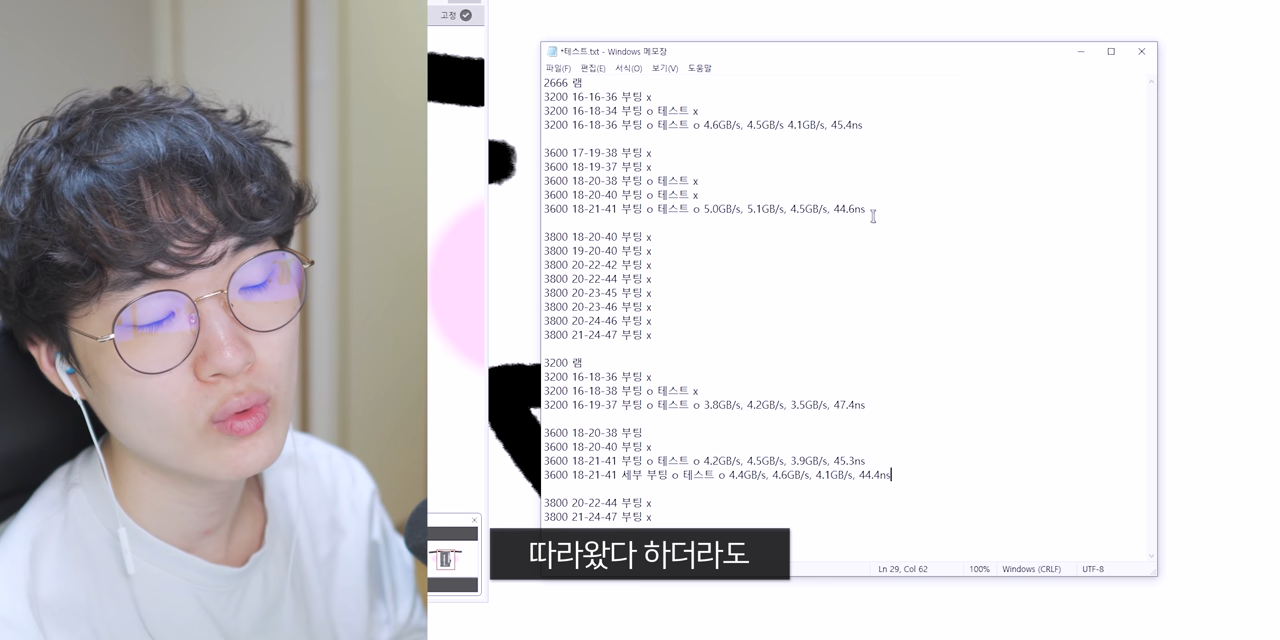 고정
*테스트.txt - Windows 메모장
파일(F) 편집(E) 서식(O) 보기(V) 도움말
2666 램
3200 16-16-36 부팅 x
3200 16-18-34 부팅 o 테스트 x
3200 16-18-36 부팅 o 테스트 o 4.6GB/s, 4.5GB/s 4.1GB/s, 45.4ns
3600 17-19-38 부팅 x
3600 18-19-37 부팅 x
3600 18-20-38 부팅 o 테스트 x
3600 18-20-40 부팅 o 테스트 x
3600 18-21-41 부팅 o 테스트 o 5.0GB/s, 5.1GB/s, 4.5GB/s, 44.6ns
3800 18-20-40 부팅 x
3800 19-20-40 부팅 x
3800 20-22-42 부팅 x
3800 20-22-44 부팅 x
3800 20-23-45 부팅 x
3800 20-23-46 부팅 x
3800 20-24-46 부팅 x
3800 21-24-47 부팅 x
3200 램
3200 16-18-36 부팅 x
3200 16-18-38 부팅 o 테스트 x
3200 16-19-37 부팅 o 테스트 o 3.8GB/s, 4.2GB/s, 3.5GB/s, 47.4ns
3600 18-20-38 부팅
3600 18-20-40 부팅 x
3600 18-21-41 부팅 o 테스트 o 4.2GB/s, 4.5GB/s, 3.9GB/s, 45.3ns
3600 18-21-41 세부 부팅 o 테스트 o 4.4GB/s, 4.6GB/s, 4.1GB/s, 44.4ns
3800 20-22-44 부팅 x
3800 21-24-47 부팅 x
따라왔다 하더라도
Ln 29, Col 62 100% Windows (CRLF) UTF-8